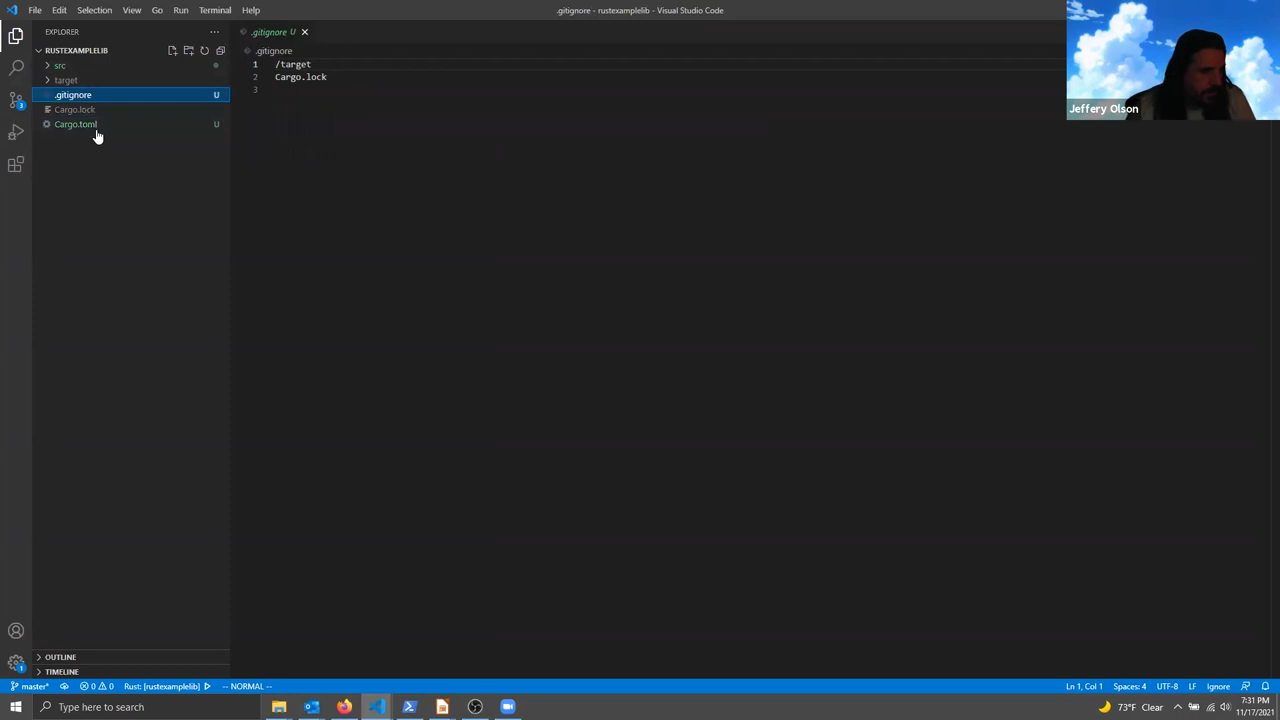 File Edit Selection View Go Run Terminal Help
.gitignore - rustexamplelib - Visual Studio Code
EXPLORER
.gitignore U
RUSTEXAMPLELIB
.gitignore
src
target
.gitignore U
Cargo.lock
Cargo.toml U
1 /target
2 Cargo.lock
3
Jeffery Olson
3
OUTLINE
TIMELINE
1
master* 0 0 Rust: [rustexamplelib] -- NORMAL --
Ln 1, Col 1 Spaces: 4 UTF-8 LF Ignore
Type here to search
73°F Clear
7:31 PM
11/17/2021